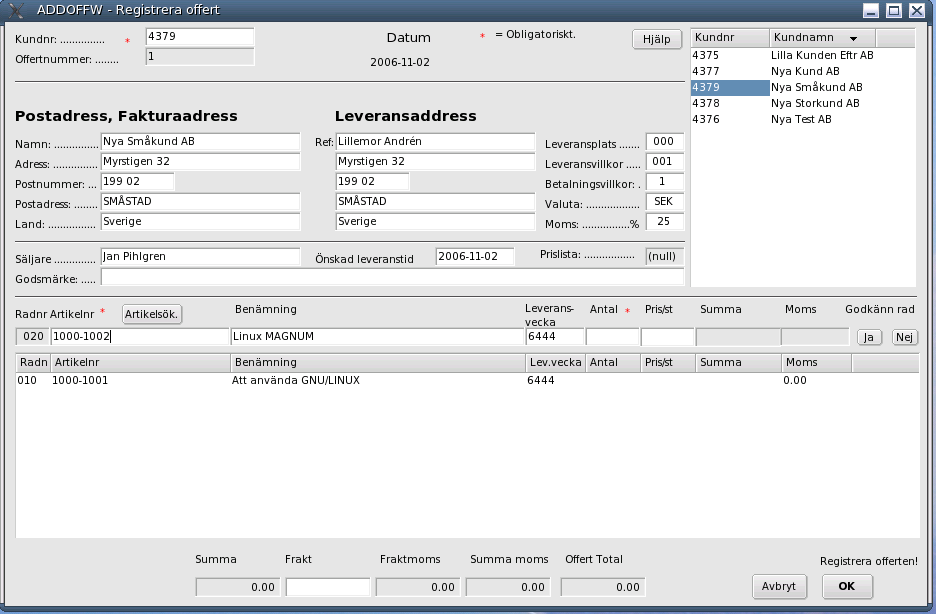 ADDOFFW - Registrera offert
Kundnr: ............... * 4379
Offertnummer: ........ 1
Datum
2006-11-02
* = Obligatoriskt.
Hjälp
Kundnr Kundnamn
4375 Lilla Kunden Eftr AB
4377 Nya Kund AB
4379 Nya Småkund AB
4378 Nya Storkund AB
4376 Nya Test AB
Postadress, Fakturaadress Leveransadress
Namn: ............... Nya Småkund AB Ref: Lillemor Andrén Leveransplats ...... 000
Adress: .............. Myrstigen 32 Myrstigen 32 Leveransvillkor ..... 001
Postnummer: ... 199 02 199 02 Betalningsvillkor: . 1
Postadress: ....... SMÅSTAD SMÅSTAD Valuta: ................... SEK
Land: ................ Sverige Sverige Moms: ................% 25
Säljare .............. Jan Pihlgren Önskad leveranstid 2006-11-02 Prislista: ................. (null)
Godsmärke: .....
Radnr Artikelnr * Artikelsök. Benämning Leverans-vecka Antal * Pris/st Summa Moms Godkänn rad
020 1000-1002 Linux MAGNUM 6444 Ja Nej
Radn Artikelnr Benämning Lev.vecka Antal Pris/st Summa Moms
010 1000-1001 Att använda GNU/LINUX 6444 0.00
Summa Frakt Fraktmoms Summa moms Offert Total Registrera offerten!
0.00 0.00 0.00 0.00 Avbryt OK